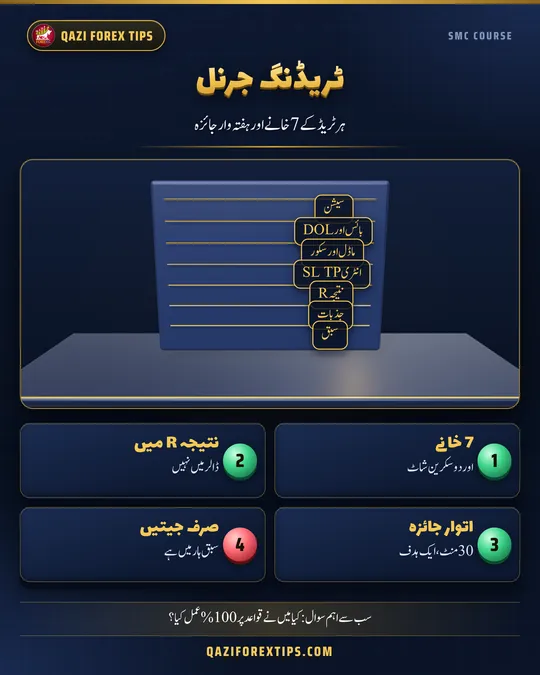 QAZI FOREX TIPS
SMC COURSE
ٹریڈنگ جرنل
ہر ٹریڈ کے 7 خانے اور ہفتہ وار جائزہ
سیشن
بائس اور DOL
ماڈل اور سکور
انٹری SL TP
نتیجہ R
جذبات
سبق
7 خانے
اور دو سکرین شاٹ
1
نتیجہ R میں
ڈالر میں نہیں
2
اتوار جائزہ
30 منٹ، ایک ہدف
3
صرف جیتیں
سبق ہار میں ہے
4
سب سے اہم سوال: کیا میں نے قواعد پر 100% عمل کیا؟
QAZIFOREXTIPS.COM